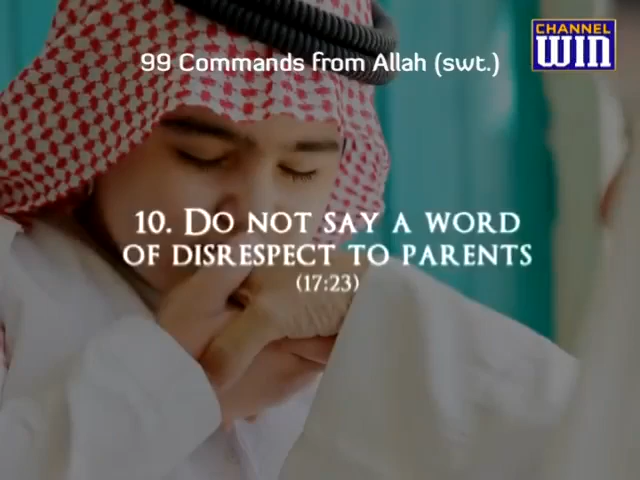 99 Commands from Allah (swt.)
CHANNEL
WIN
10. DO NOT SAY A WORD
OF DISRESPECT TO PARENTS
(17:23)